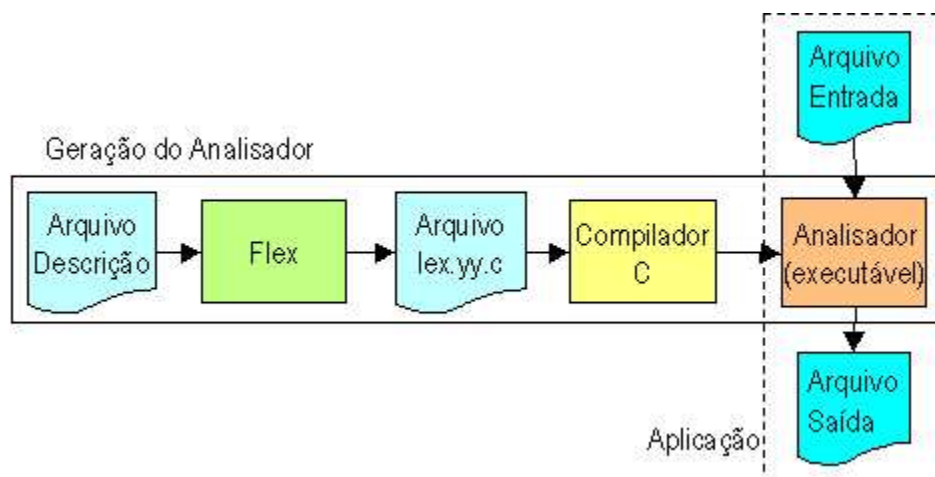 Arquivo
Entrada
Geração do Analisador
Arquivo
Descrição
Flex
Arquivo
lex.yy.c
Compilador
C
Analisador
(executável)
Arquivo
Saída
Aplicação